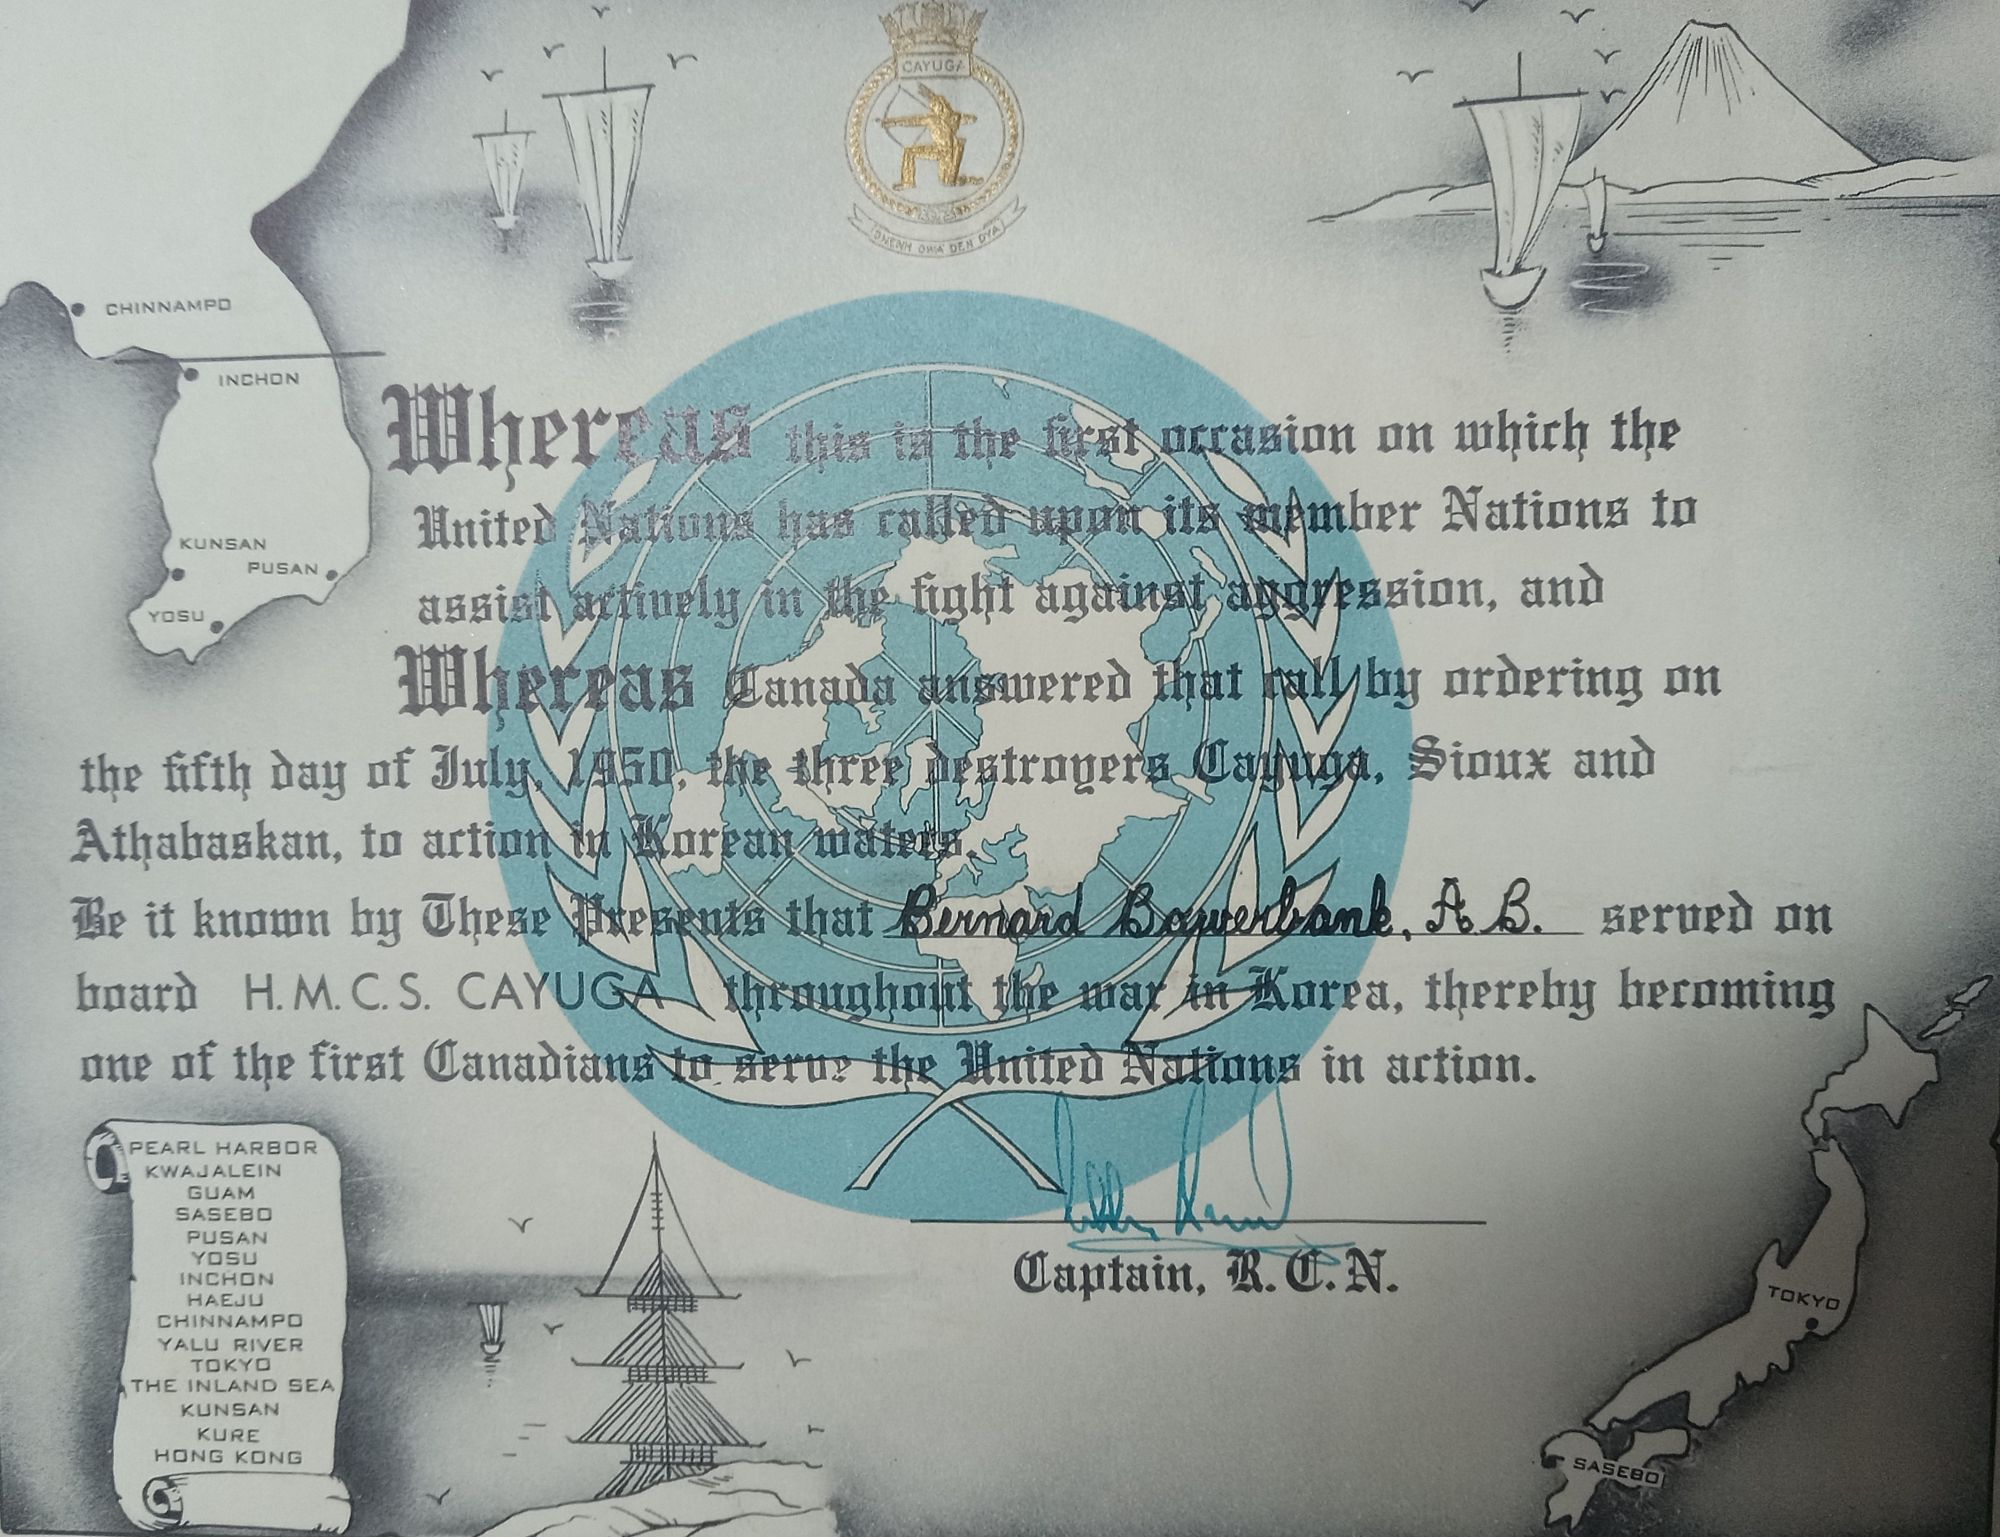 CAYUGA
CHINNAMPO
INCHON
KUNSAN
PUSAN
YOSU
Whereas this is the first occasion on which the
United Nations has called upon its member Nations to
assist actively in the fight against aggression, and
Whereas Canada answered that call by ordering on
the fifth day of July, 1950, the three destroyers Cayuga, Sioux and
Athabaskan, to action in Korean waters.
Be it known by These Presents that Bernard Bawerbank, A.B. served on
board H.M.C.S. CAYUGA throughout the war in Korea, thereby becoming
one of the first Canadians to serve the United Nations in action.
Captain, R.C.N.
PEARL HARBOR
KWAJALEIN
GUAM
SASEBO
PUSAN
YOSU
INCHON
HAEJU
CHINNAMPO
YALU RIVER
TOKYO
THE INLAND SEA
KUNSAN
KURE
HONG KONG
TOKYO
SASEBO